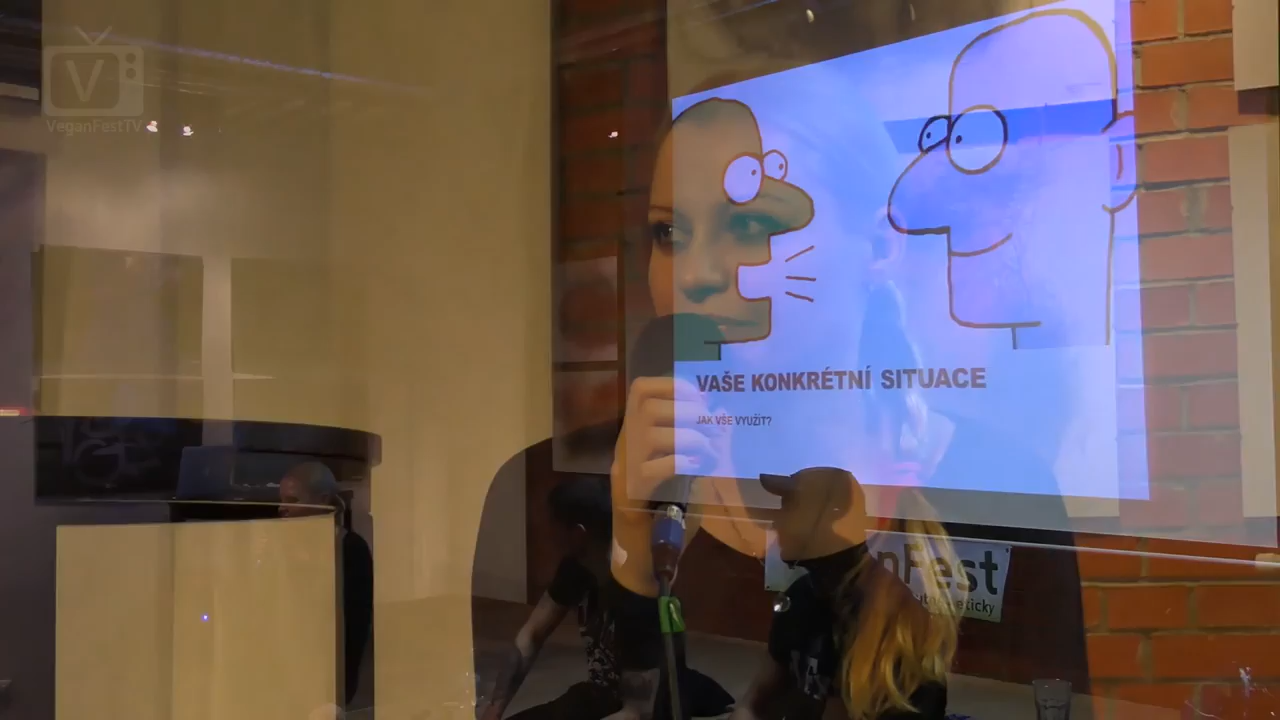 V
VeganFestTV
VAŠE KONKRÉTNÍ SITUACE
JAK VŠE VYUŽÍT?
nFest